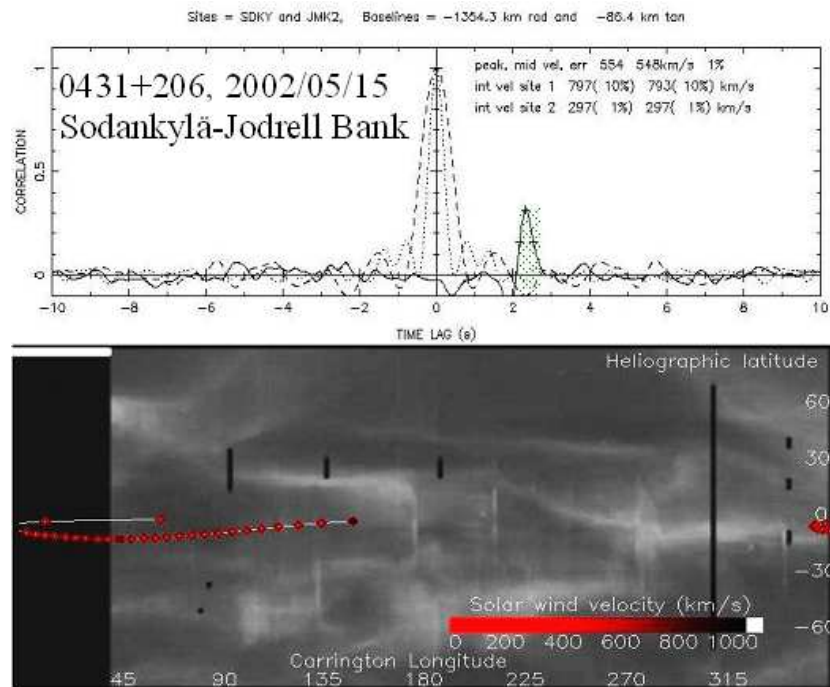 Sites = SDKY and JMK2,  Baselines = -1364.3 km rad and  -86.4 km tan
0431+206, 2002/05/15
Sodankylä-Jodrell Bank
peak, mid vel, err  554  548km/s  1%
int vel site 1  797( 10%)  793( 10%) km/s
int vel site 2  297(  1%)  297(  1%) km/s
CORRELATION
1
0.5
0
-10 -8 -6 -4 -2 0 2 4 6 8 10
TIME LAG (s)
Heliographic latitude
60
30
0
-30
-60
Solar wind velocity (km/s)
0 200 400 600 800 1000
Carrington Longitude
45 90 135 180 225 270 315